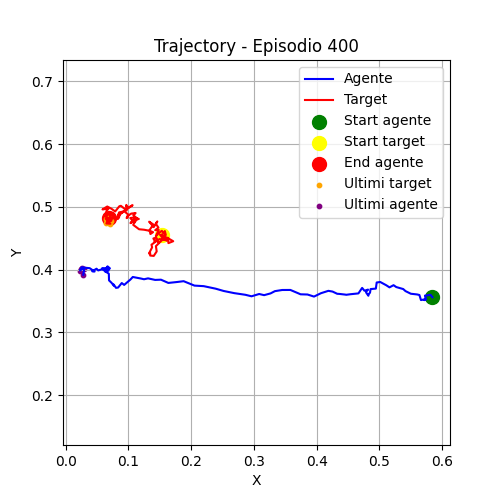 Trajectory - Episodio 400
Agente
Target
Start agente
Start target
End agente
Ultimi target
Ultimi agente
0.7
0.6
0.5
0.4
0.3
0.2
Y
0.0 0.1 0.2 0.3 0.4 0.5 0.6
X